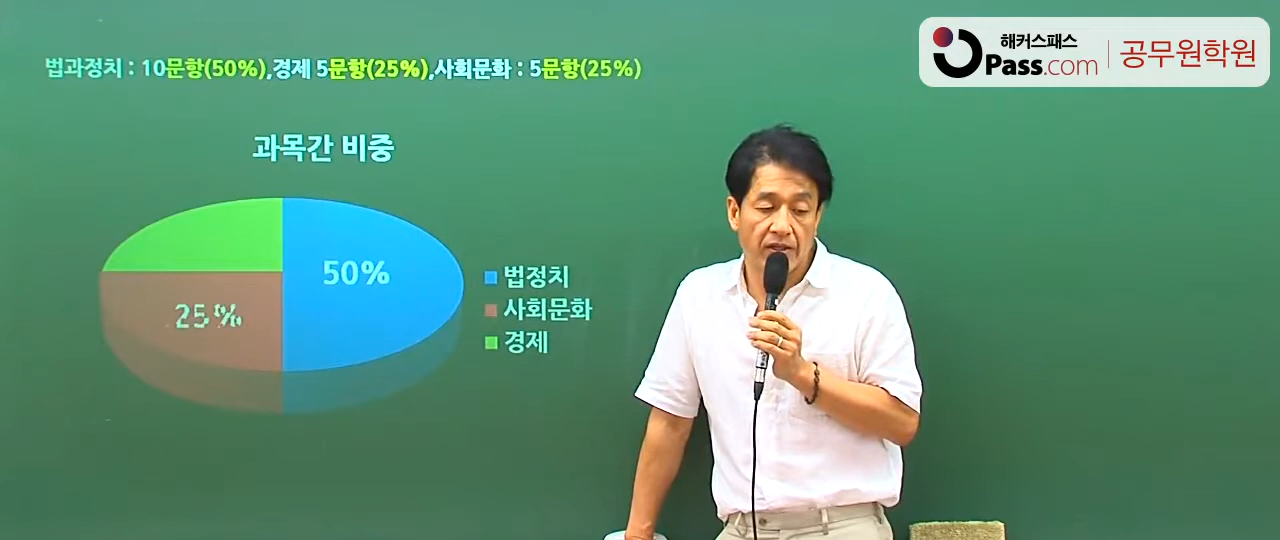 해커스패스
Pass.com
공무원학원
법과정치 : 10문항(50%),경제 5문항(25%),사회문화 : 5문항(25%)
과목간 비중
50%
25%
법정치
사회문화
경제